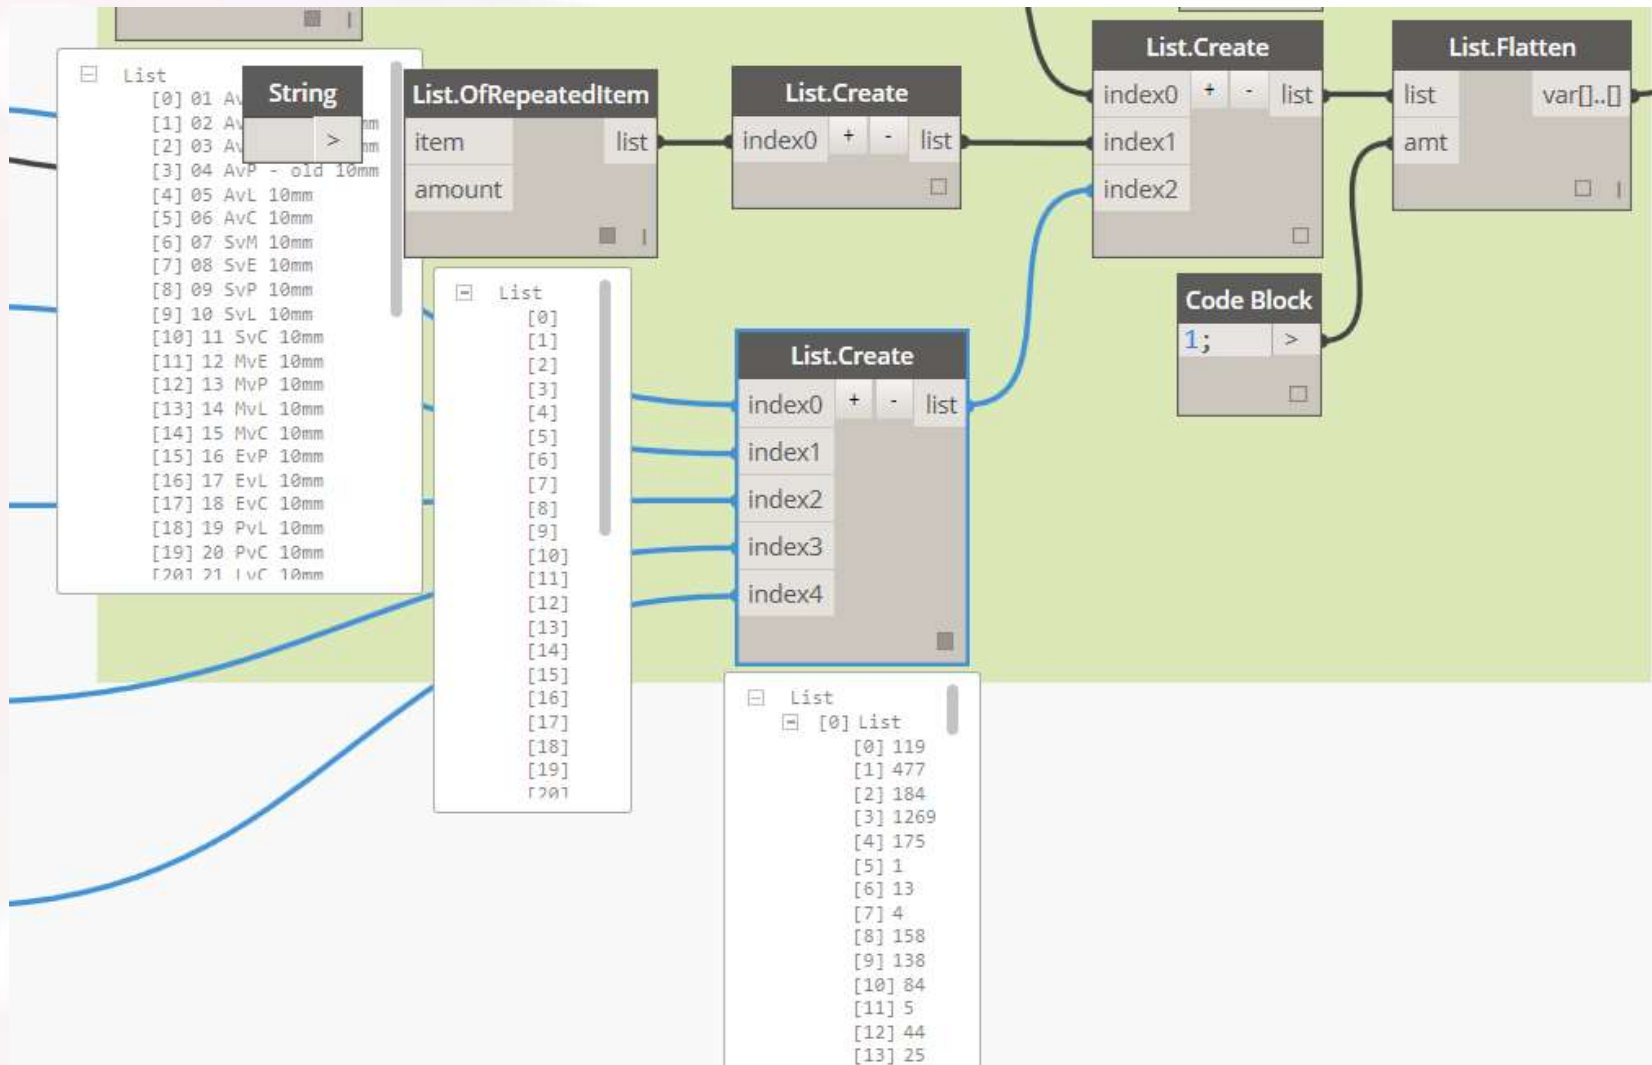 List
[0] 01 Av
[1] 02 Av mm
[2] 03 Av mm
[3] 04 AvP - old 10mm
[4] 05 AvL 10mm
[5] 06 AvC 10mm
[6] 07 SvM 10mm
[7] 08 SvE 10mm
[8] 09 SvP 10mm
[9] 10 SvL 10mm
[10] 11 SvC 10mm
[11] 12 MvE 10mm
[12] 13 MvP 10mm
[13] 14 MvL 10mm
[14] 15 MvC 10mm
[15] 16 EvP 10mm
[16] 17 EvL 10mm
[17] 18 EvC 10mm
[18] 19 PvL 10mm
[19] 20 PvC 10mm
[20] 21 LvC 10mm
String
>
List.OfRepeatedItem
item list
amount
List
[0]
[1]
[2]
[3]
[4]
[5]
[6]
[7]
[8]
[9]
[10]
[11]
[12]
[13]
[14]
[15]
[16]
[17]
[18]
[19]
[20]
List.Create
index0 + - list
List.Create
index0 + - list
index1
index2
index3
index4
List
[0] List
[0] 119
[1] 477
[2] 184
[3] 1269
[4] 175
[5] 1
[6] 13
[7] 4
[8] 158
[9] 138
[10] 84
[11] 5
[12] 44
[13] 25
List.Create
index0 + - list
index1
index2
Code Block
1; >
List.Flatten
list var[]..[]
amt